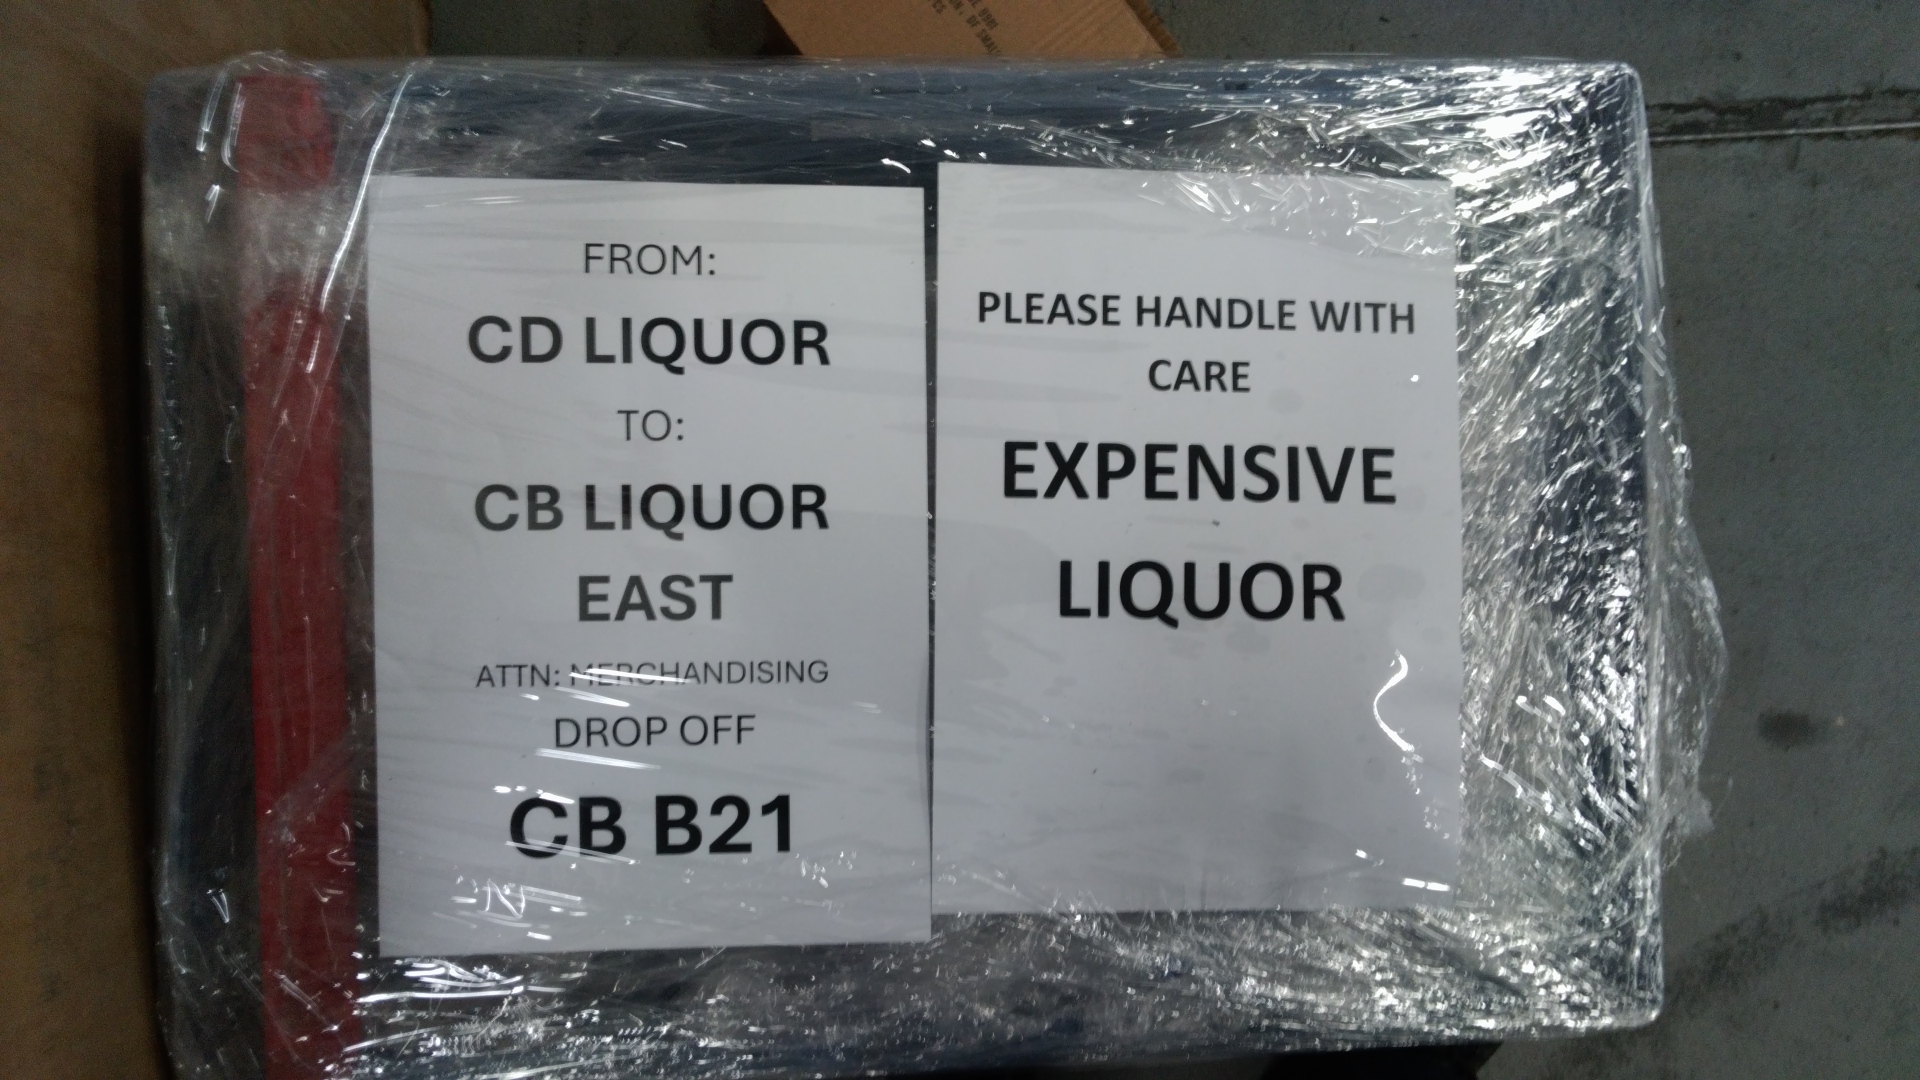 FROM:
CD LIQUOR
TO:
CB LIQUOR
EAST
ATTN: MERCHANDISING
DROP OFF
CB B21
PLEASE HANDLE WITH
CARE
EXPENSIVE
LIQUOR